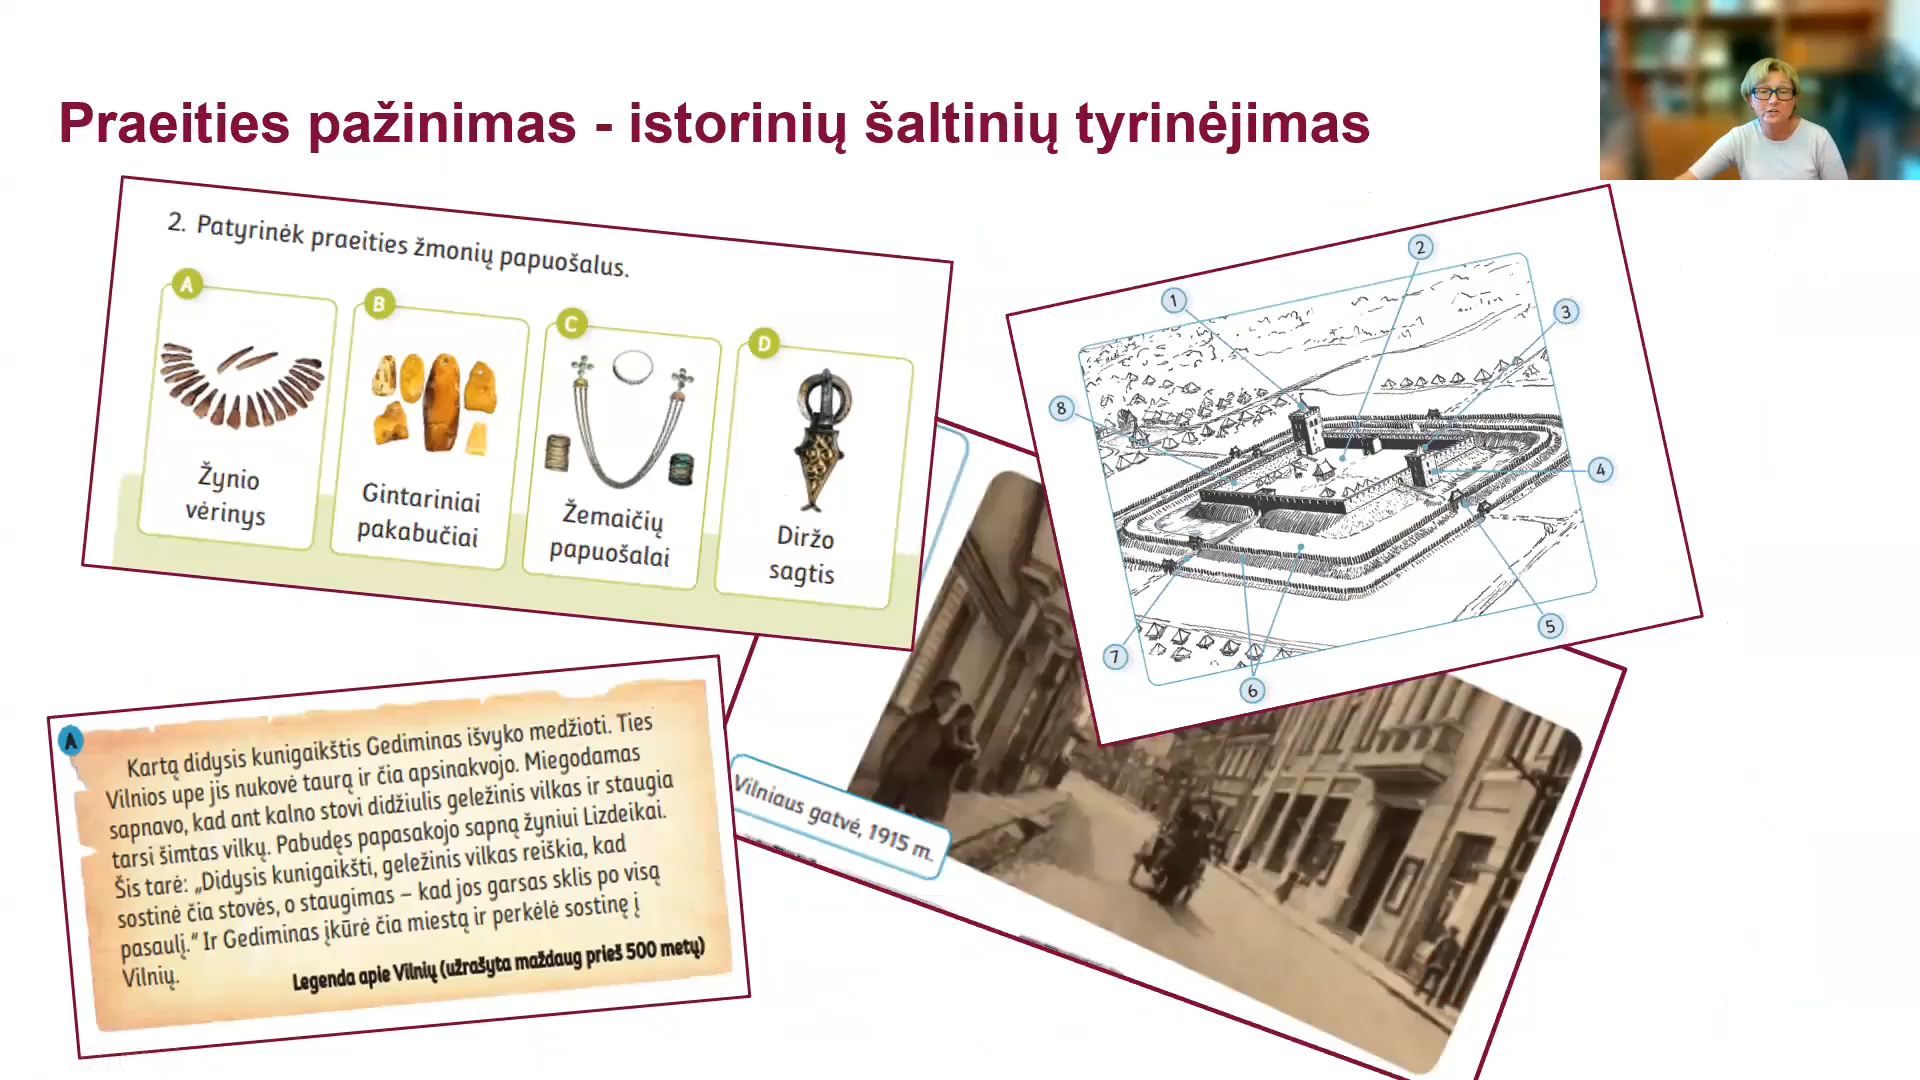 Praeities pažinimas - istorinių šaltinių tyrinėjimas
2. Patyrinėk praeities žmonių papuošalus.
A
Žynio
vėrinys
B
Gintariniai
pakabučiai
C
Žemaičių
papuošalai
D
Diržo
sagtis
1
2
3
4
5
6
7
8
A
Kartą didysis kunigaikštis Gediminas išvyko medžioti. Ties
Vilnios upe jis nukovė taurą ir čia apsinakvojo. Miegodamas
sapnavo, kad ant kalno stovi didžiulis geležinis vilkas ir staugia
tarsi šimtas vilkų. Pabudęs papasakojo sapną žyniui Lizdeikai.
Šis tarė: „Didysis kunigaikšti, geležinis vilkas reiškia, kad
sostinė čia stovės, o staugimas – kad jos garsas sklis po visą
pasaulį.“ Ir Gediminas įkūrė čia miestą ir perkėlė sostinę į
Vilnių.
Legenda apie Vilnių (užrašyta maždaug prieš 500 metų)
Vilniaus gatvė, 1915 m.